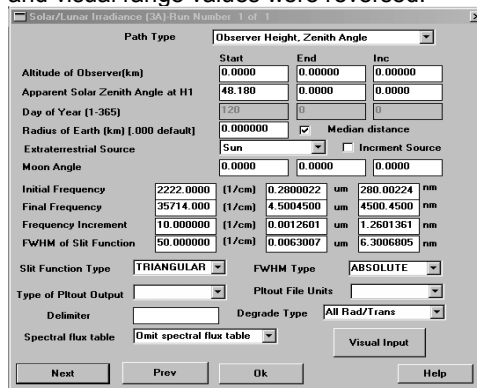 and visual range values were reversed.
Solar/Lunar Irradiance [3A]-Run Number 1 of 1
Path Type Observer Height, Zenith Angle
Start End Inc
Altitude of Observer(km) 0.0000 0.00000 0.0000
Apparent Solar Zenith Angle at H1 48.180 0.0000 0.0000
Day of Year (1-365) 120 0 0
Radius of Earth (km) [.000 default] 0.000000 Median distance
Extraterrestrial Source Sun Incrment Source
Moon Angle 0.0000 0.0000 0.0000
Initial Frequency 2222.0000 (1/cm) 0.2800022 um 280.00224 nm
Final Frequency 35714.000 (1/cm) 4.5004500 um 4500.4500 nm
Frequency Increment 10.000000 (1/cm) 0.0012601 um 1.2601361 nm
FWHM of Slit Function 50.000000 (1/cm) 0.0063007 um 6.3006805 nm
Slit Function Type TRIANGULAR FWHM Type ABSOLUTE
Type of Pltout Output Pltout File Units
Delimiter Degrade Type All Rad/Trans
Spectral flux table Omit spectral flux table Visual Input
Next Prev Ok Help